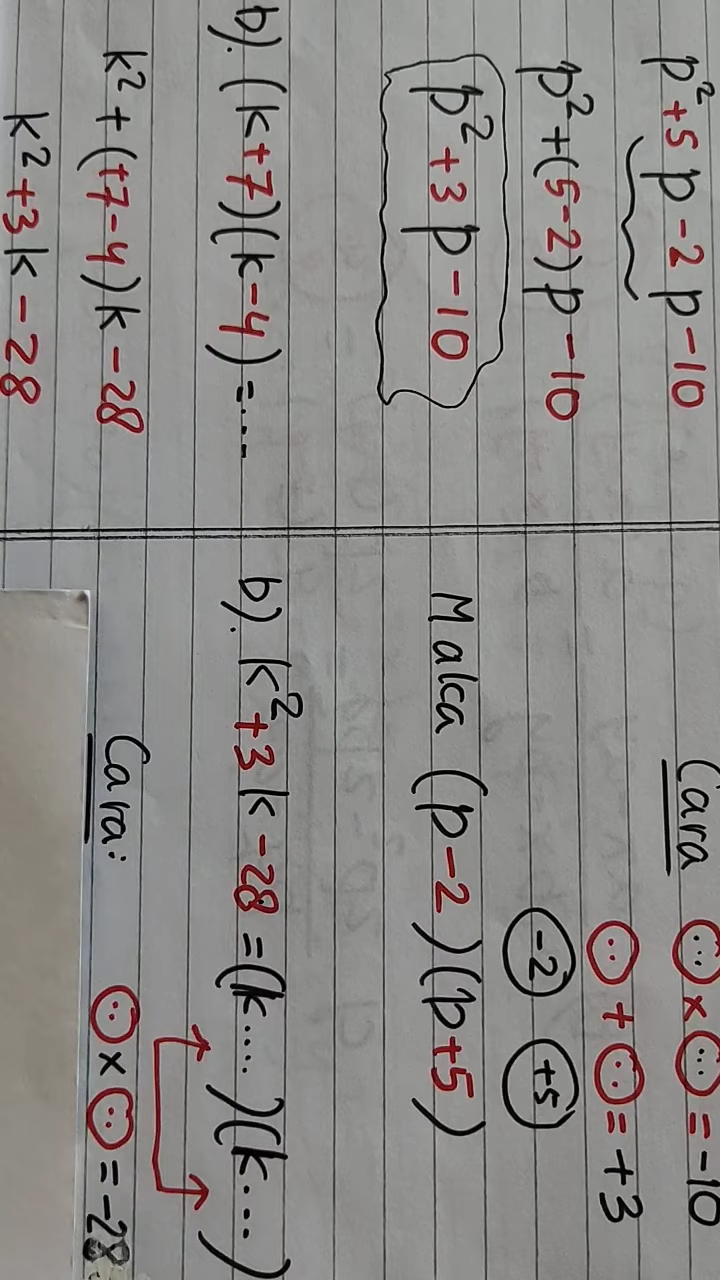 p²+5p-2p-10
p²+(5-2)p-10
p²+3p-10
b). (k+7)(k-4)=...
k²+(+7-4)k-28
k²+3k-28
Cara ... x ... = -10
.. + .. = +3
-2 +5
Maka (p-2)(p+5)
b). k²+3k-28=(k....)(k....)
Cara: .. x .. = -28